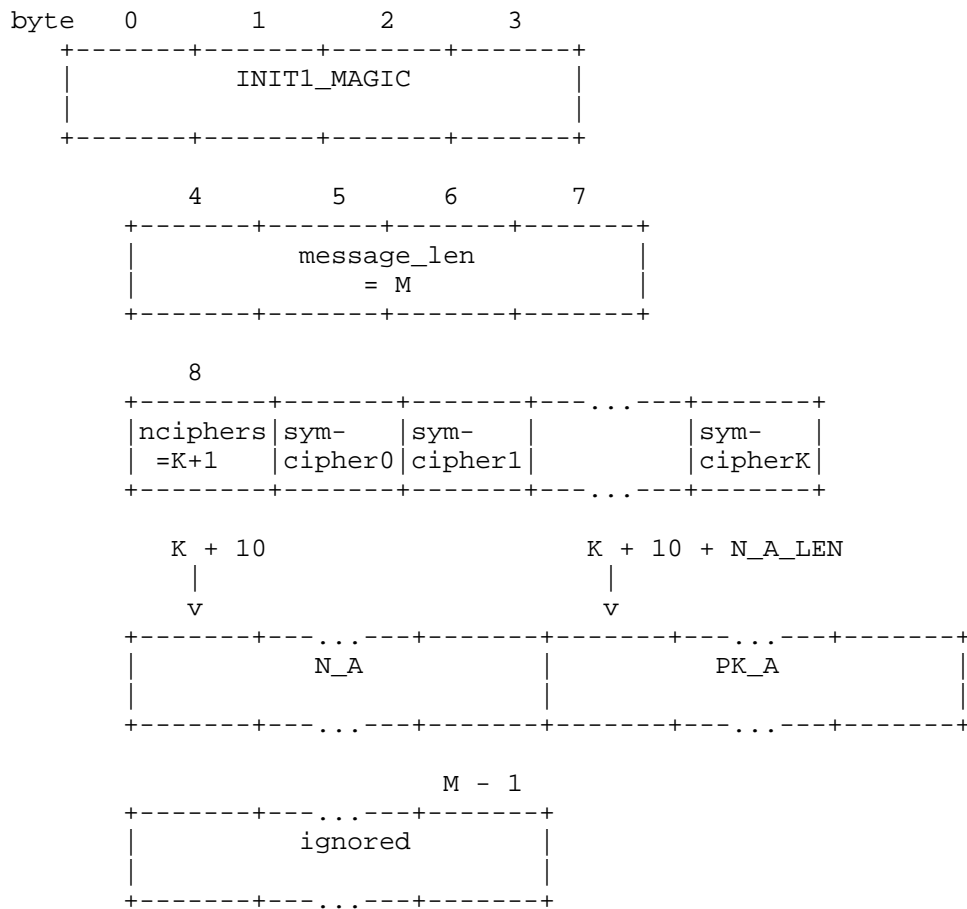 byte 0 1 2 3
+-------+-------+-------+-------+
| INIT1_MAGIC |
| |
+-------+-------+-------+-------+
4 5 6 7
+-------+-------+-------+-------+
| message_len |
| = M |
+-------+-------+-------+-------+
8
+--------+-------+-------+---...---+-------+
|nciphers|sym- |sym- | |sym- |
| =K+1 |cipher0|cipher1| |cipherK|
+--------+-------+-------+---...---+-------+
K + 10 K + 10 + N_A_LEN
| |
v v
+-------+---...---+-------+-------+---...---+-------+
| N_A | PK_A |
| | |
+-------+---...---+-------+-------+---...---+-------+
M - 1
+-------+---...---+-------+
| ignored |
| |
+-------+---...---+-------+